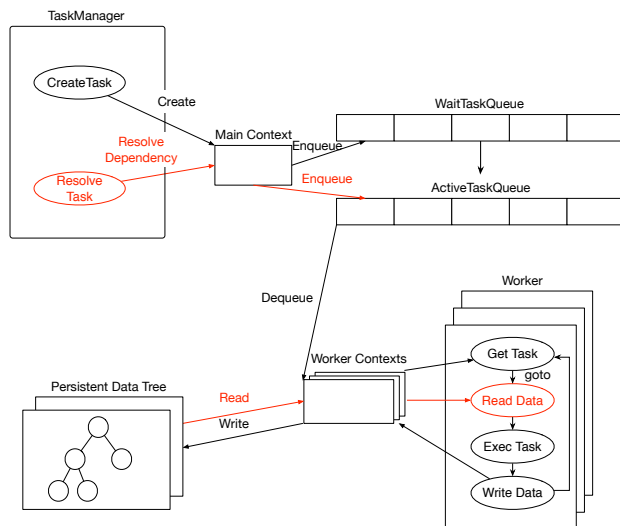 TaskManager
CreateTask
Create
Resolve
Dependency
Resolve
Task
Main Context
Enqueue
Enqueue
WaitTaskQueue
ActiveTaskQueue
Dequeue
Worker
Worker Contexts
Get Task
goto
Read Data
Exec Task
Write Data
Persistent Data Tree
Read
Write